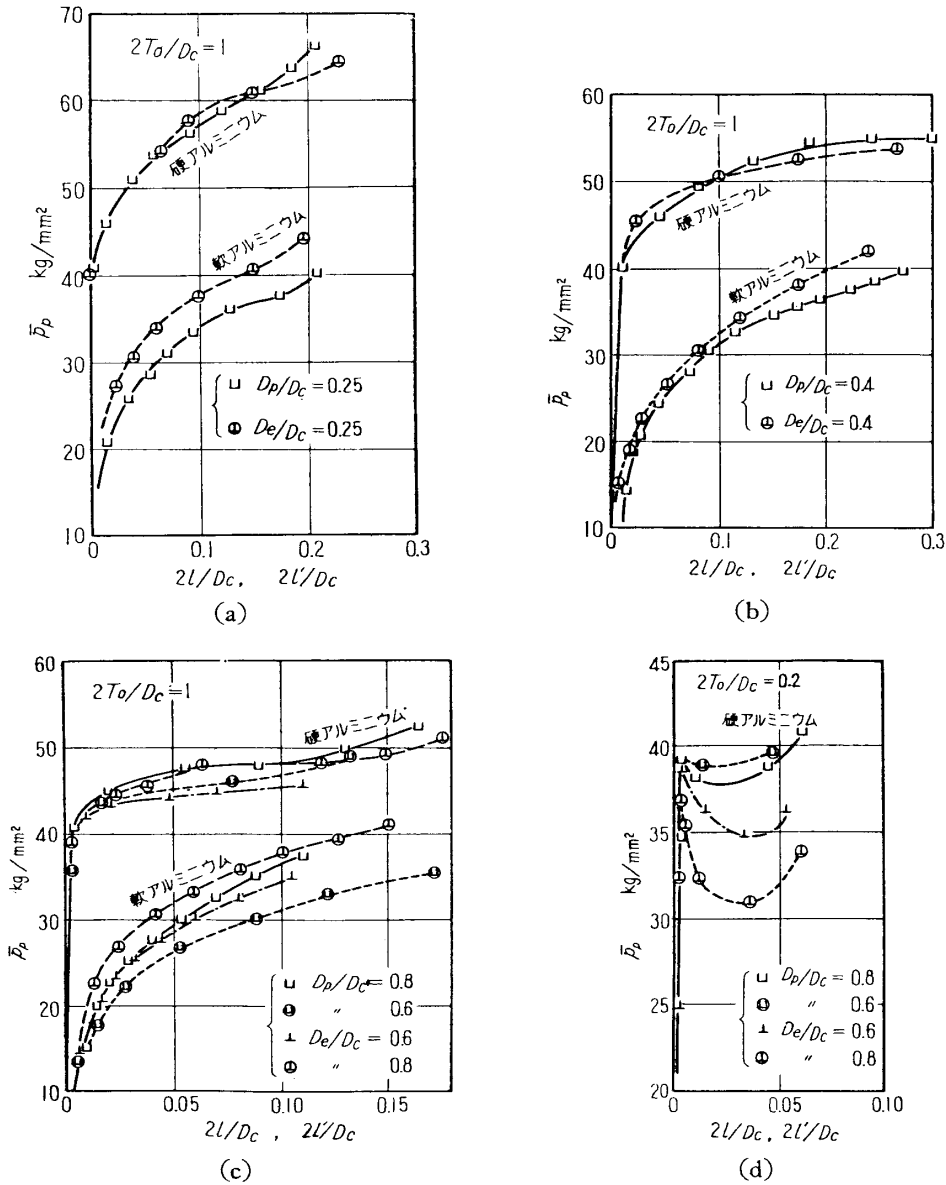 70
60
50
40
30
20
10
kg/mm²
p̄p
2To/Dc=1
硬アルミニウム
軟アルミニウム
Dp/Dc=0.25
De/Dc=0.25
0 0.1 0.2 0.3
2l/Dc, 2l'/Dc
(a)
60
50
40
30
20
10
kg/mm²
p̄p
2To/Dc=1
硬アルミニウム
軟アルミニウム
Dp/Dc=0.4
De/Dc=0.4
0 0.1 0.2 0.3
2l/Dc. 2l'/Dc
(b)
60
50
40
30
20
10
kg/mm²
p̄p
2To/Dc=1
硬アルミニウム
軟アルミニウム
Dp/Dc=0.8
〃 0.6
De/Dc=0.6
〃 0.8
0 0.05 0.10 0.15
2l/Dc, 2l'/Dc
(c)
45
40
35
30
25
20
kg/mm²
p̄p
2To/Dc=0.2
硬アルミニウム
Dp/Dc=0.8
〃 0.6
De/Dc=0.6
〃 0.8
0 0.05 0.10
2l/Dc, 2l'/Dc
(d)